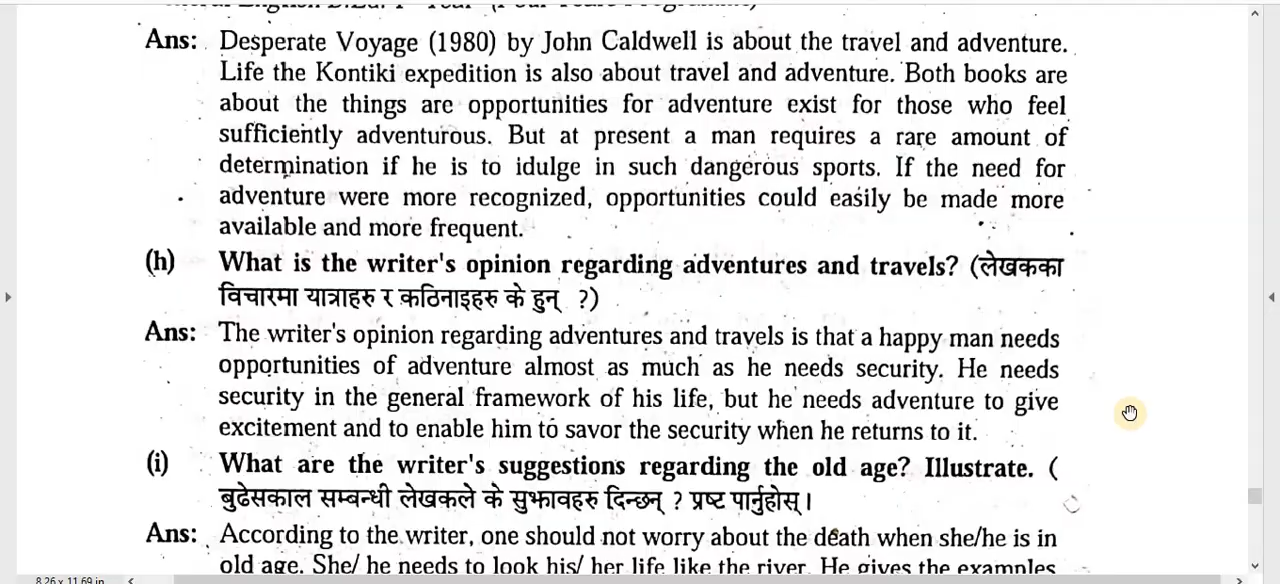 Ans: Desperate Voyage (1980) by John Caldwell is about the travel and adventure.
Life the Kontiki expedition is also about travel and adventure. Both books are
about the things are opportunities for adventure exist for those who feel
sufficiently adventurous. But at present a man requires a rare amount of
determination if he is to idulge in such dangerous sports. If the need for
adventure were more recognized, opportunities could easily be made more
available and more frequent.
(h) What is the writer's opinion regarding adventures and travels? (लेखकका
विचारमा यात्राहरु र कठिनाइहरु के हुन् ?)
Ans: The writer's opinion regarding adventures and travels is that a happy man needs
opportunities of adventure almost as much as he needs security. He needs
security in the general framework of his life, but he needs adventure to give
excitement and to enable him to savor the security when he returns to it.
(i) What are the writer's suggestions regarding the old age? Illustrate. (
बुढेसकाल सम्बन्धी लेखकले के सुझावहरु दिन्छन् ? प्रष्ट पार्नुहोस् ।
Ans: According to the writer, one should not worry about the death when she/he is in
old age. She/ he needs to look his/ her life like the river. He gives the examples
8.26 x 11.69 in